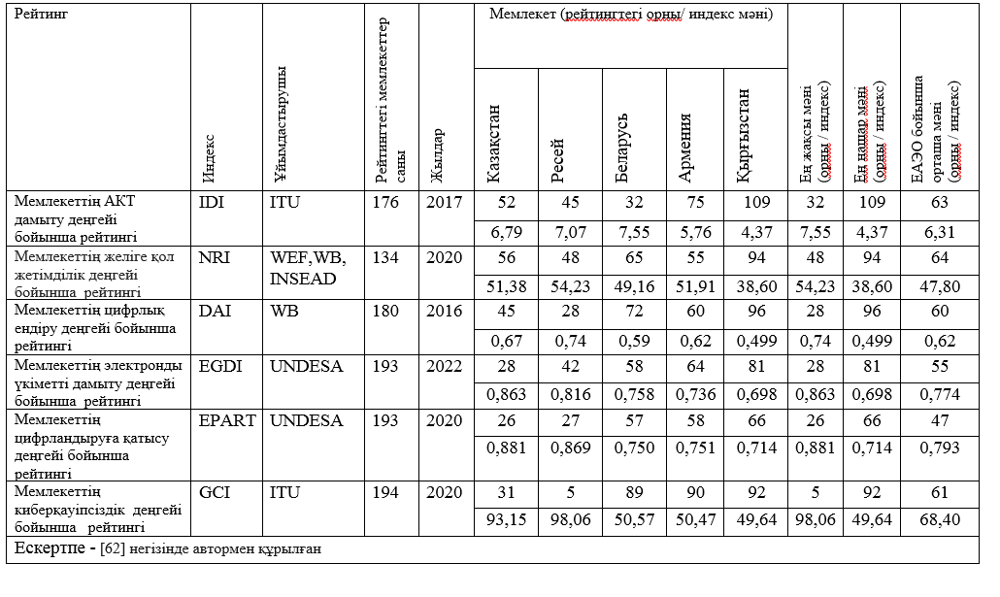 Рейтинг
Индекс
Ұйымдастырушы
Рейтингтегі мемлекеттер
саны
Жылдар
Мемлекет (рейтингтегі орны/ индекс мәні)
Қазақстан
Ресей
Беларусь
Армения
Қырғызстан
Ең жақсы мәні
(орны / индекс)
Ең нашар мәні
(орны / индекс)
ЕАЭО бойынша
орташа мәні
(орны / индекс)
Мемлекеттің АКТ
дамыту деңгейі
бойынша рейтингі
IDI ITU 176 2017 52 45 32 75 109 32 109 63
6,79 7,07 7,55 5,76 4,37 7,55 4,37 6,31
Мемлекеттің желіге қол
жетімділік деңгейі
бойынша рейтингі
NRI WEF,WB,
INSEAD
134 2020 56 48 65 55 94 48 94 64
51,38 54,23 49,16 51,91 38,60 54,23 38,60 47,80
Мемлекеттің цифрлық
ендіру деңгейі бойынша
рейтингі
DAI WB 180 2016 45 28 72 60 96 28 96 60
0,67 0,74 0,59 0,62 0,499 0,74 0,499 0,62
Мемлекеттің электронды
үкіметті дамыту деңгейі
бойынша рейтингі
EGDI UNDESA 193 2022 28 42 58 64 81 28 81 55
0,863 0,816 0,758 0,736 0,698 0,863 0,698 0,774
Мемлекеттің
цифрландыруға қатысу
деңгейі бойынша
рейтингі
EPART UNDESA 193 2020 26 27 57 58 66 26 66 47
0,881 0,869 0,750 0,751 0,714 0,881 0,714 0,793
Мемлекеттің
киберқауіпсіздік деңгейі
бойынша рейтингі
GCI ITU 194 2020 31 5 89 90 92 5 92 61
93,15 98,06 50,57 50,47 49,64 98,06 49,64 68,40
Ескертпе - [62] негізінде автормен құрылған